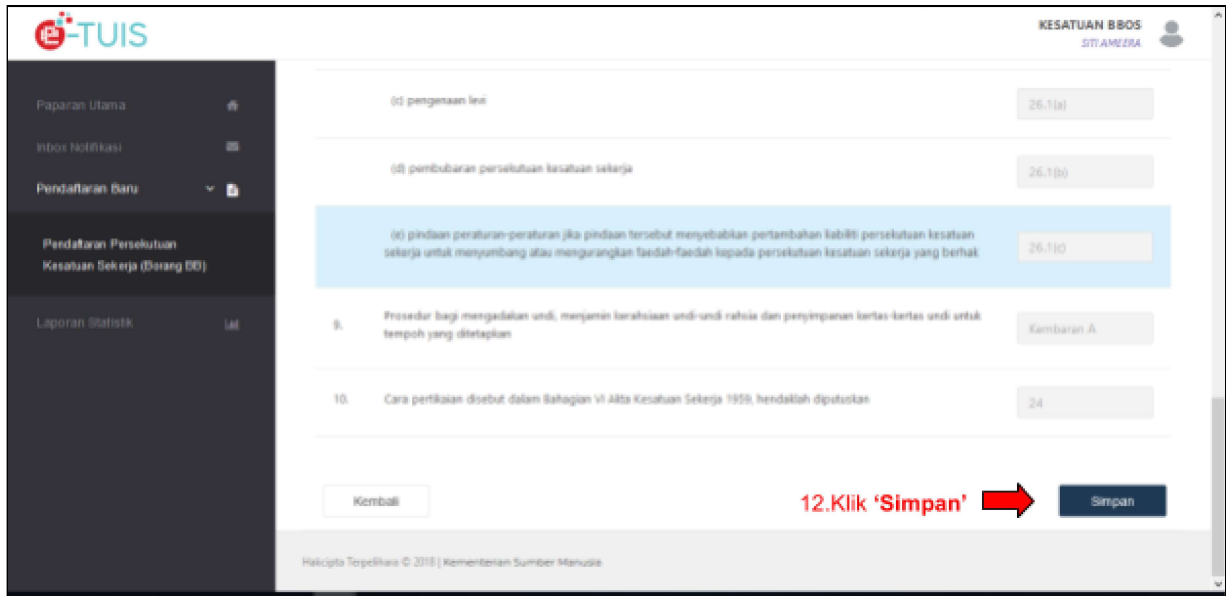 e-TUIS
KESATUAN BBOS
SITI AMEERA
Paparan Utama
Inbox Notifikasi
Pendaftaran Baru
Pendaftaran Persekutuan
Kesatuan Sekerja (Borang BB)
Laporan Statistik
(c) pengenaan levi
26.1(a)
(d) pembubaran persekutuan kesatuan sekerja
26.1(b)
(e) pindaan peraturan-peraturan jika pindaan tersebut menyebabkan pertambahan liabiliti persekutuan kesatuan
sekerja untuk menyumbang atau mengurangkan faedah-faedah kepada persekutuan kesatuan sekerja yang berhak
26.1(c)
9. Prosedur bagi mengadakan undi, menjamin kerahsiaan undi-undi rahsia dan penyimpanan kertas-kertas undi untuk
tempoh yang ditetapkan
Kembaran A
10. Cara pertikaian disebut dalam Bahagian VI Akta Kesatuan Sekerja 1959, hendaklah diputuskan
24
Kembali
12.Klik ‘Simpan’
Simpan
Hakcipta Terpelihara © 2018 | Kementerian Sumber Manusia